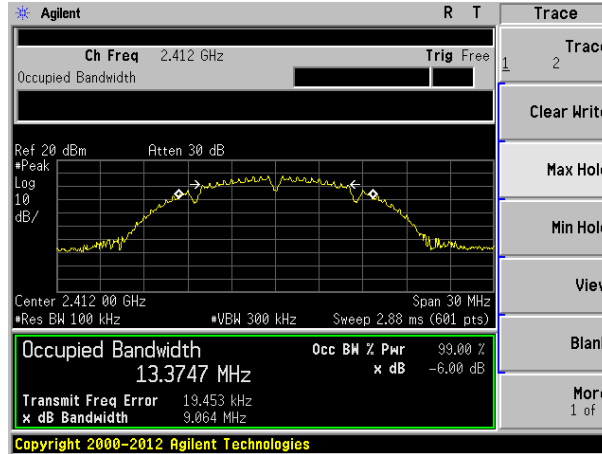 Agilent R T Trace
Ch Freq 2.412 GHz Trig Free
Occupied Bandwidth
Trace
1 2
Clear Write
Max Hold
Min Hold
View
Blank
More
1 of
Ref 20 dBm Atten 30 dB
#Peak
Log
10
dB/
Center 2.412 00 GHz Span 30 MHz
#Res BW 100 kHz #VBW 300 kHz Sweep 2.88 ms (601 pts)
Occupied Bandwidth Occ BW % Pwr 99.00 %
13.3747 MHz x dB -6.00 dB
Transmit Freq Error 19.453 kHz
x dB Bandwidth 9.064 MHz
Copyright 2000-2012 Agilent Technologies